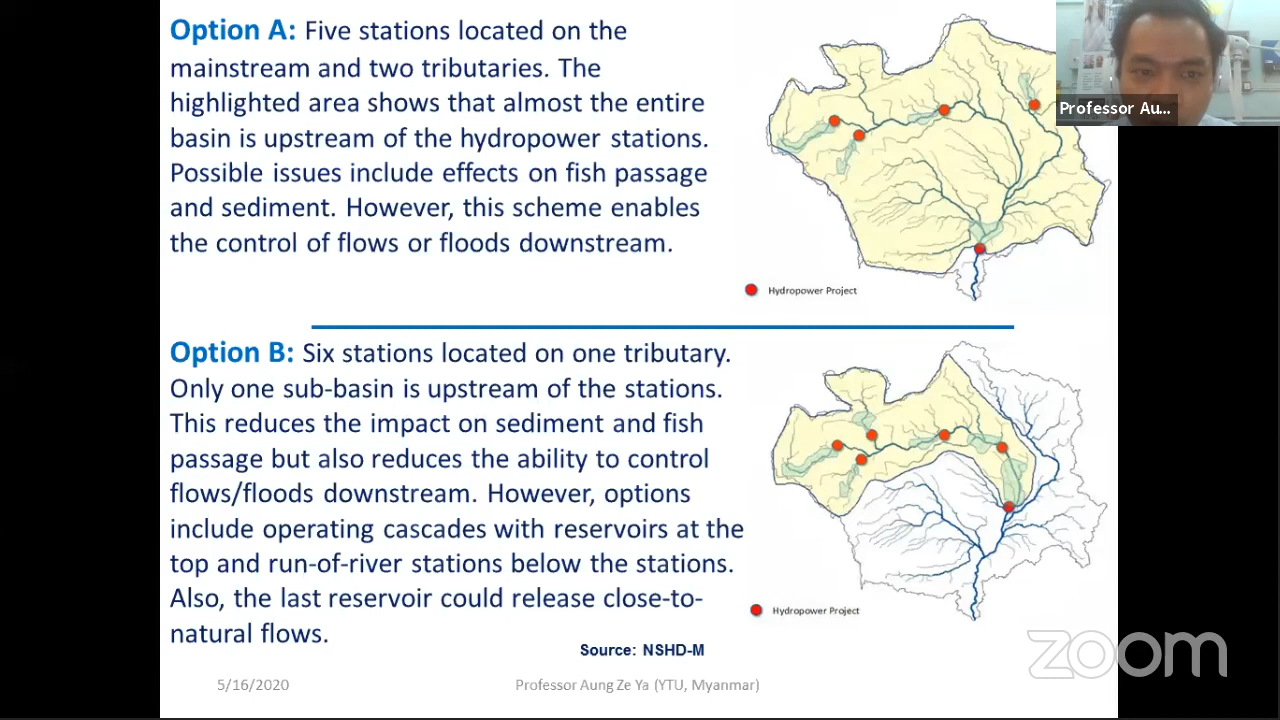 Option A: Five stations located on the
mainstream and two tributaries. The
highlighted area shows that almost the entire
basin is upstream of the hydropower stations.
Possible issues include effects on fish passage
and sediment. However, this scheme enables
the control of flows or floods downstream.
Hydropower Project
Professor Au...
Option B: Six stations located on one tributary.
Only one sub-basin is upstream of the stations.
This reduces the impact on sediment and fish
passage but also reduces the ability to control
flows/floods downstream. However, options
include operating cascades with reservoirs at the
top and run-of-river stations below the stations.
Also, the last reservoir could release close-to-
natural flows.
Hydropower Project
Source: NSHD-M
5/16/2020
Professor Aung Ze Ya (YTU, Myanmar)
zoom